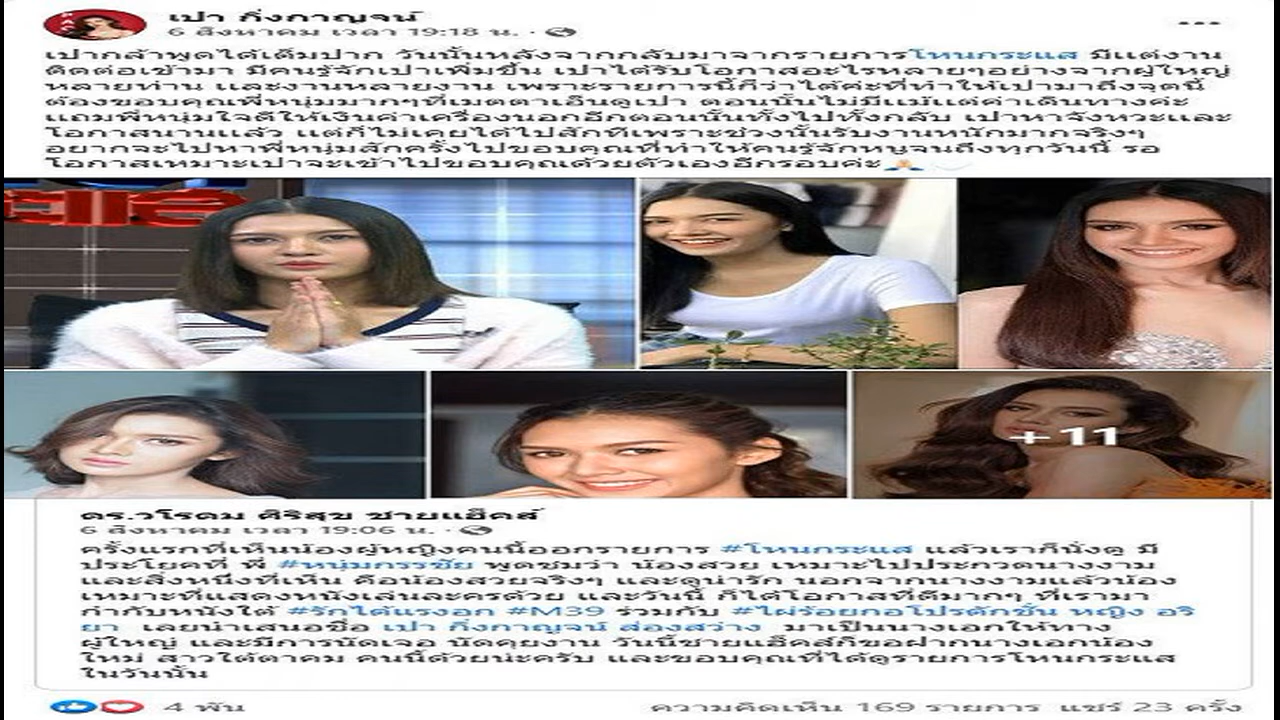 เปา กิ่งกาญจน์
6 สิงหาคม เวลา 19:18 น. ·
เปากล้าพูดได้เต็มปาก วันนั้นหลังจากกลับมาจากรายการโหนกระแส มีแต่งาน
ติดต่อเข้ามา มีคนรู้จักเปาเพิ่มขึ้น เปาได้รับโอกาสอะไรหลายๆอย่างจากผู้ใหญ่
หลายท่าน และงานหลายงาน เพราะรายการนี้ก็ว่าได้ค่ะที่ทำให้เปามาถึงจุดนี้
ต้องขอบคุณพี่หนุ่มมากๆที่เมตตาเอ็นดูเปา ตอนนั้นไม่มีแม้แต่ค่าเดินทางค่ะ
แถมพี่หนุ่มใจดีให้เงินค่าเครื่องนอกอีกตอนนั้นทั้งไปทั้งกลับ เปาหาจังหวะและ
โอกาสนานแล้ว แต่ก็ไม่เคยได้ไปสักทีเพราะช่วงนั้นรับงานหนักมากจริงๆ
อยากจะไปหาพี่หนุ่มสักครั้งไปขอบคุณที่ทำให้คนรู้จักหนูจนถึงทุกวันนี้ รอ
โอกาสเหมาะเปาจะเข้าไปขอบคุณด้วยตัวเองอีกรอบค่ะ
+11
ดร.วโรดม ศิริสุข ชายแฮ็คส์
6 สิงหาคม เวลา 19:06 น. ·
ครั้งแรกที่เห็นน้องผู้หญิงคนนี้ออกรายการ #โหนกระแส แล้วเราก็นั่งดู มี
ประโยคที่ พี่ #หนุ่มกรรชัย พูดชมว่า น้องสวย เหมาะไปประกวดนางงาม
และสิ่งหนึ่งที่เห็น คือน้องสวยจริงๆ และดูน่ารัก นอกจากนางงามแล้วน้อง
เหมาะที่แสดงหนังเล่นละครด้วย และวันนี้ ก็ได้โอกาสที่ดีมากๆ ที่เรามา
กำกับหนังใต้ #รักใต้แรงอก #M39 ร่วมกับ #ไผ่ร้อยกอโปรดักชั่น หญิง อริ
ยา เลยนำเสนอชื่อ เปา กิ่งกาญจน์ ส่องสว่าง มาเป็นนางเอกให้ทาง
ผู้ใหญ่ และมีการนัดเจอ นัดคุยงาน วันนี้ชายแฮ็คส์ก็ขอฝากนางเอกน้อง
ใหม่ สาวใต้ตาคม คนนี้ด้วยน่ะครับ และขอบคุณที่ได้ดูรายการโหนกระแส
ในวันนั้น
4 พัน ความคิดเห็น 169 รายการ แชร์ 23 ครั้ง